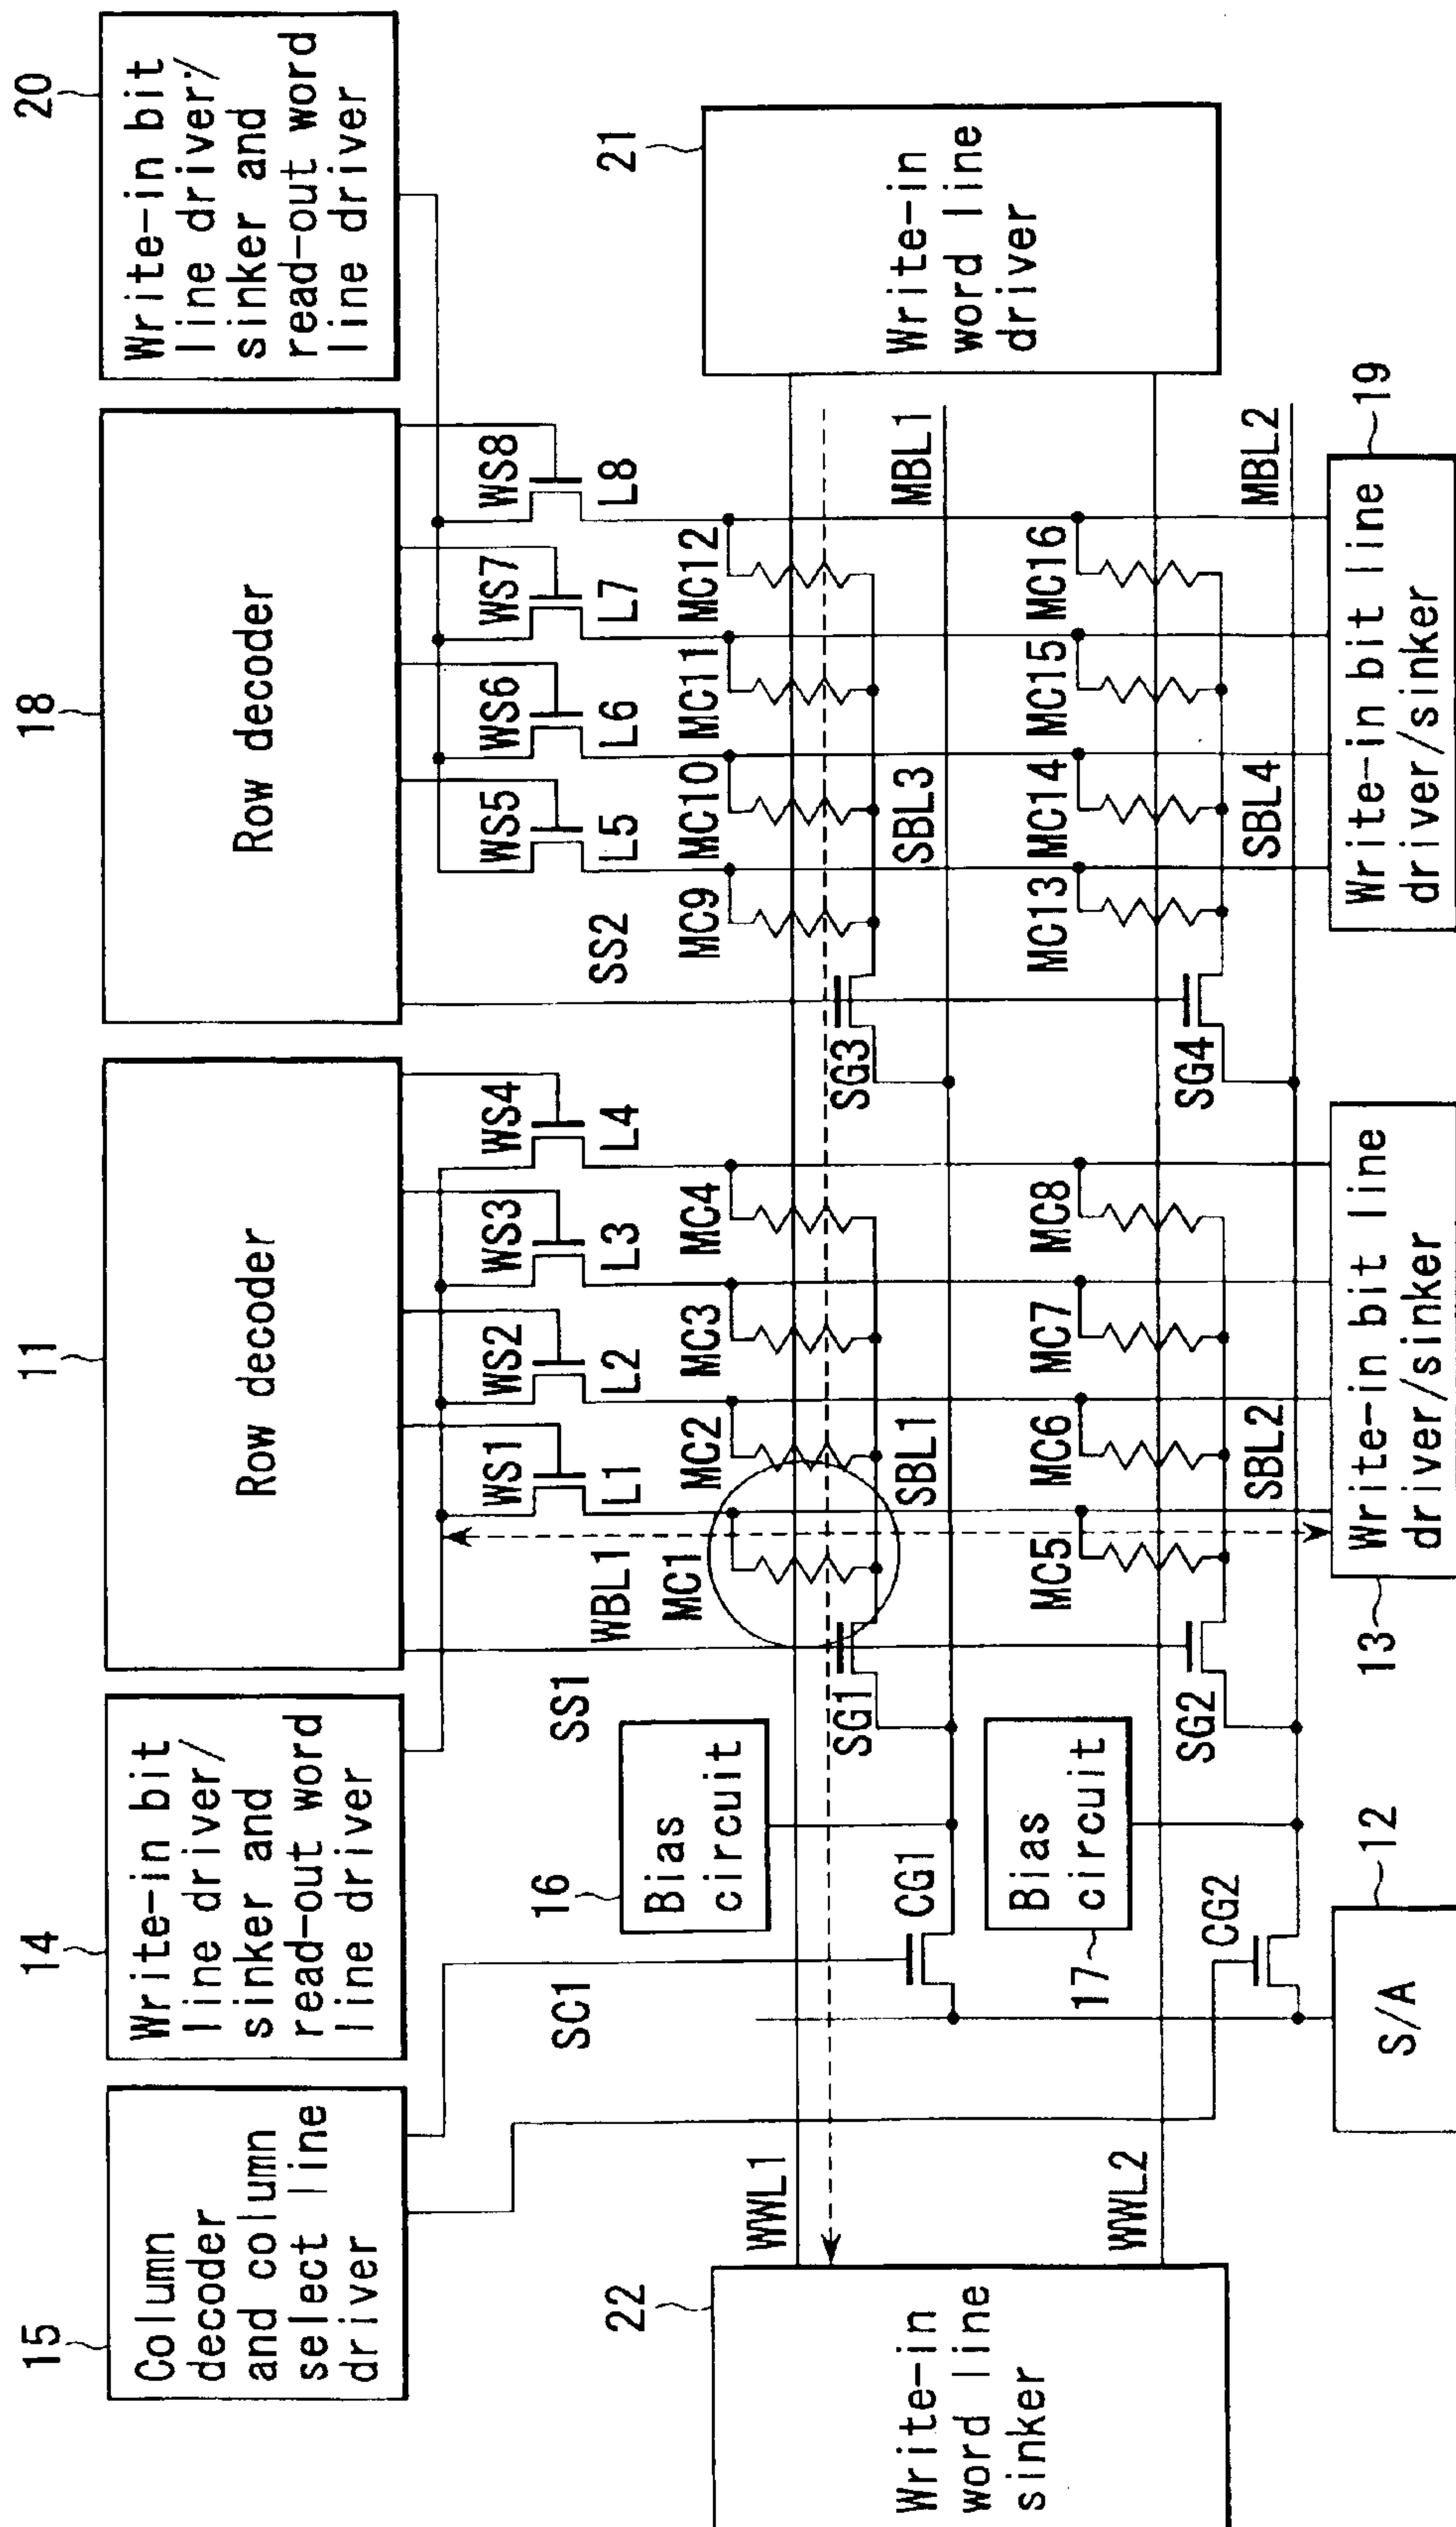 15
Column
decoder
and column
select line
driver
14
Write-in bit
line driver/
sinker and
read-out word
line driver
11
Row decoder
18
Row decoder
20
Write-in bit
line driver/
sinker and
read-out word
line driver
SC1
SS1
WBL1
WS1
WS2
WS3
WS4
L1
L2
L3
L4
SS2
WS5
WS6
WS7
WS8
L5
L6
L7
L8
16
Bias
circuit
MC1
MC2
MC3
MC4
MC9
MC10
MC11
MC12
22
Write-in
word line
sinker
WWL1
21
Write-in
word line
driver
CG1
SG1
SBL1
SG3
SBL3
MBL1
17
Bias
circuit
MC5
MC6
MC7
MC8
MC13
MC14
MC15
MC16
WWL2
CG2
SG2
SBL2
SG4
SBL4
MBL2
S/A
12
13
Write-in bit line
driver/sinker
Write-in bit line
driver/sinker
19